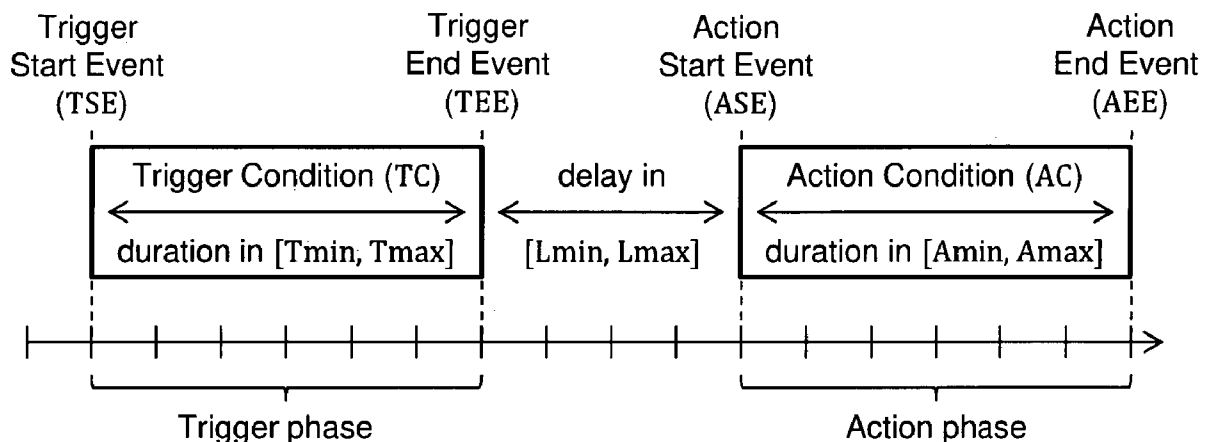 Trigger
Start Event
(TSE)
Trigger
End Event
(TEE)
Action
Start Event
(ASE)
Action
End Event
(AEE)
Trigger Condition (TC)
duration in [Tmin, Tmax]
delay in
[Lmin, Lmax]
Action Condition (AC)
duration in [Amin, Amax]
Trigger phase
Action phase